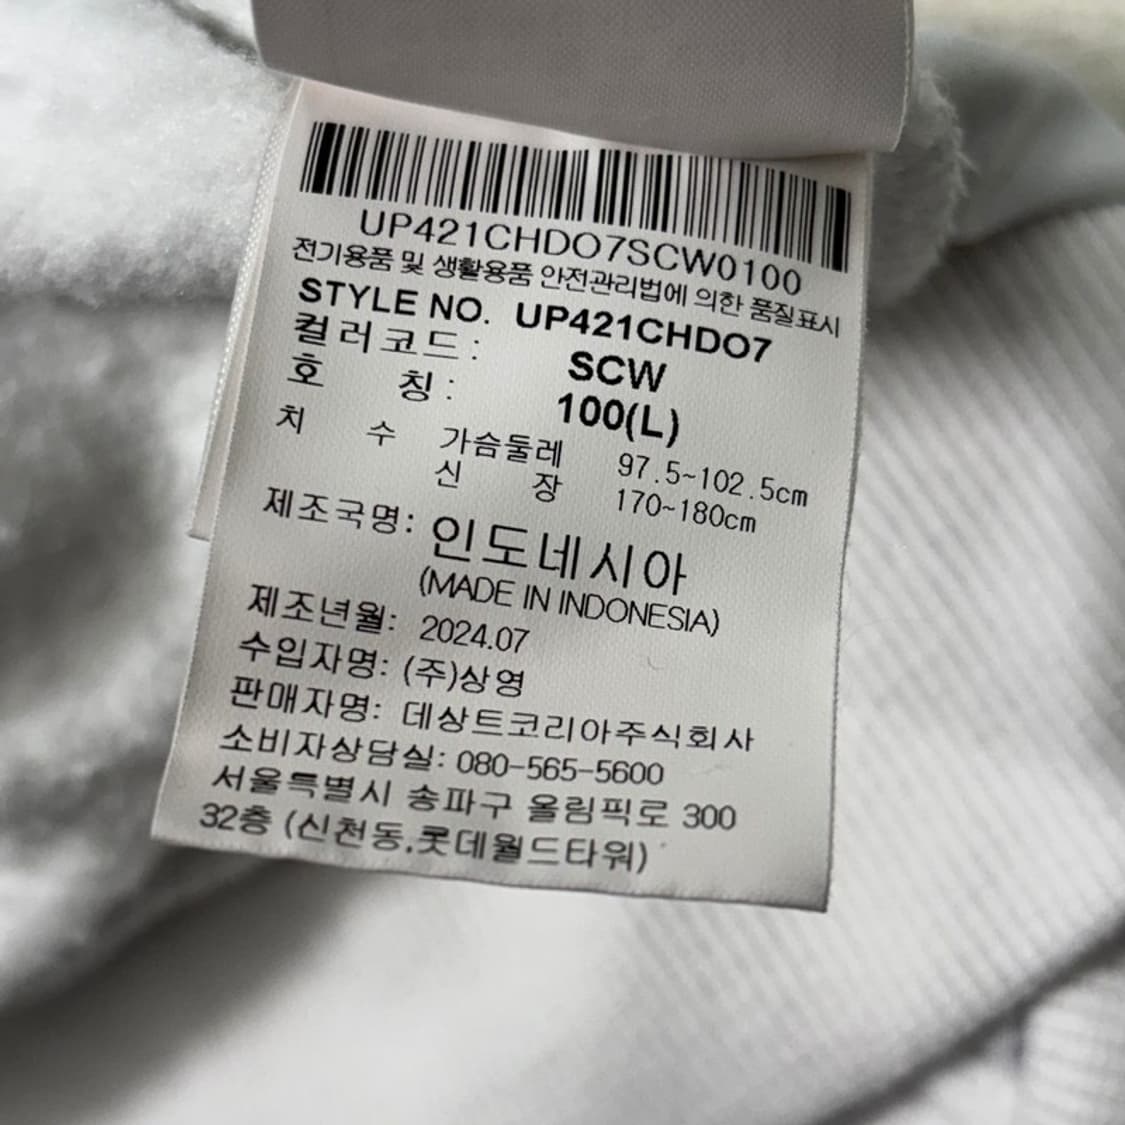 UP421CHDO7SCW0100
전기용품 및 생활용품 안전관리법에 의한 품질표시
STYLE NO. UP421CHDO7
컬러코드 : SCW
호 칭 : 100(L)
치 수 가슴둘레 97.5~102.5cm
신 장 170~180cm
제조국명: 인도네시아
(MADE IN INDONESIA)
제조년월: 2024.07
수입자명: (주)상영
판매자명: 데상트코리아주식회사
소비자상담실: 080-565-5600
서울특별시 송파구 올림픽로 300
32층 (신천동,롯데월드타워)